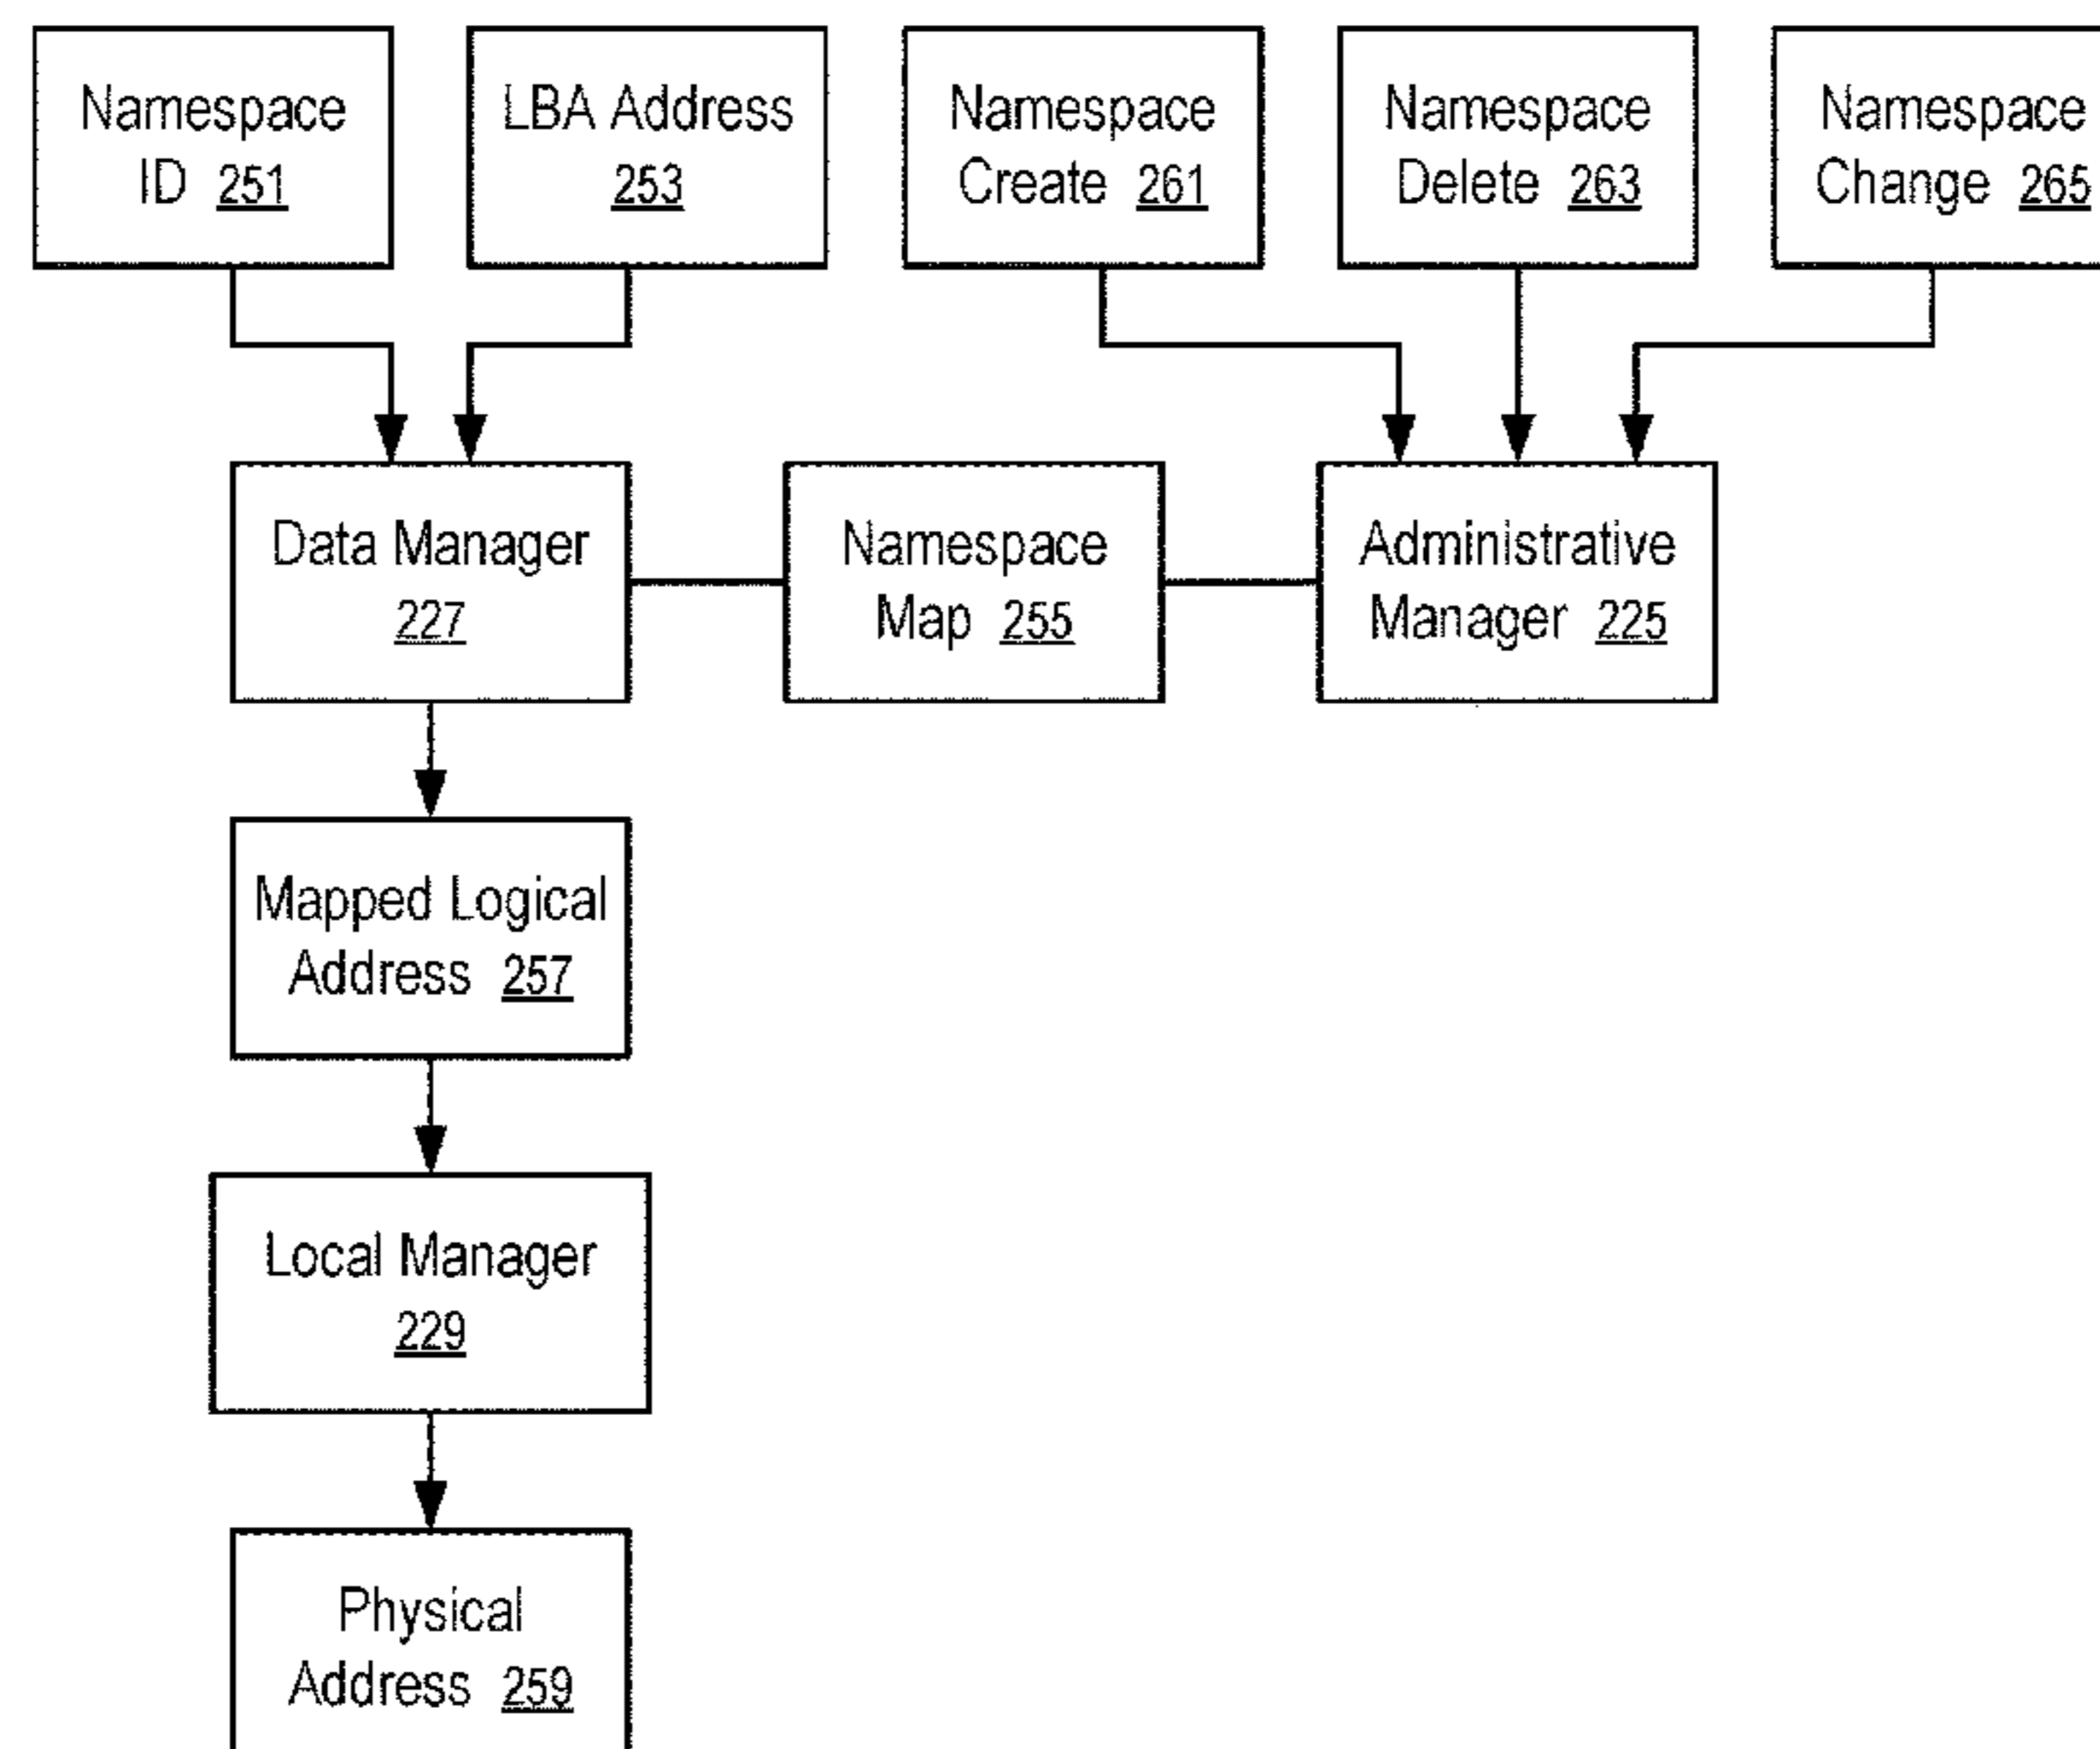 Namespace
ID 251
LBA Address
253
Namespace
Create 261
Namespace
Delete 263
Namespace
Change 265
Data Manager
227
Namespace
Map 255
Administrative
Manager 225
Mapped Logical
Address 257
Local Manager
229
Physical
Address 259